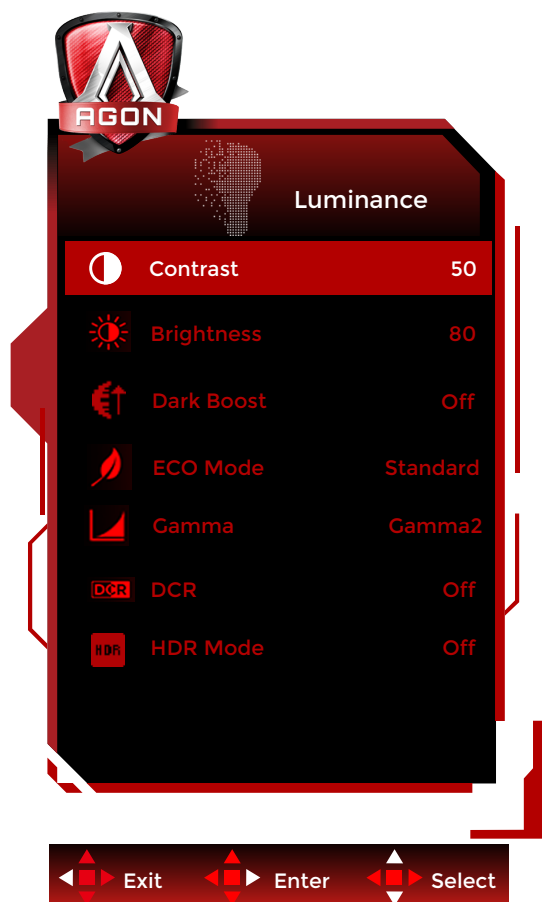 AGON
Luminance
Contrast 50
Brightness 80
Dark Boost Off
ECO Mode Standard
Gamma Gamma2
DCR DCR Off
HDR HDR Mode Off
Exit Enter Select